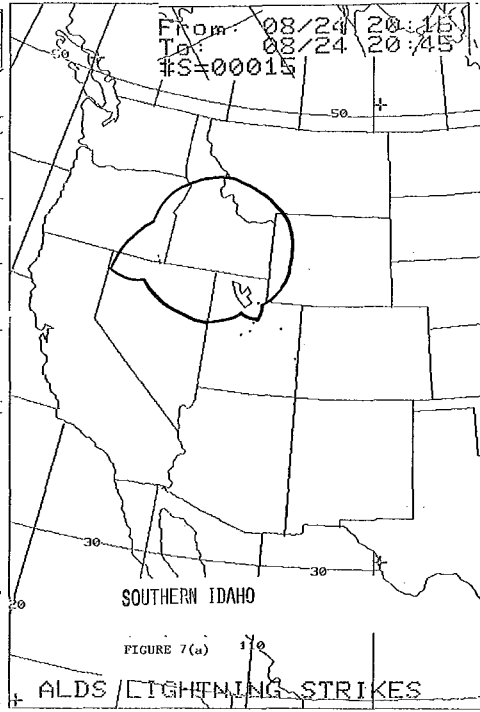 From: 08/24 20:15
To: 08/24 20:45
#S=00015
50
50
30
30
20
SOUTHERN IDAHO
FIGURE 7(a)
110
ALDS LIGHTNING STRIKES